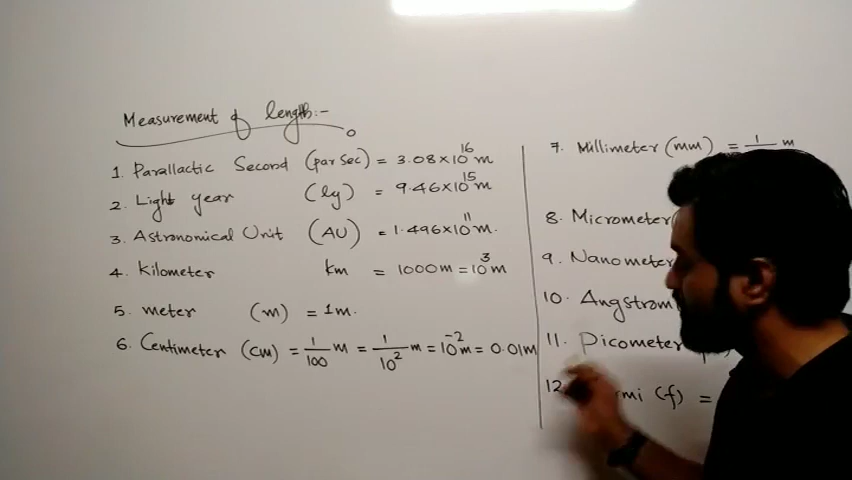 Measurement of length:-
1. Parallactic Second (parsec) = 3.08×10¹⁶ m
2. Light year (ly) = 9.46×10¹⁵ m
3. Astronomical Unit (AU) = 1.496×10¹¹ m.
4. Kilometer km = 1000m = 10³ m
5. meter (m) = 1m.
6. Centimeter (cm) = 1/100 m = 1/10² m = 10⁻² m = 0.01m
7. Millimeter (mm) = 1 m
8. Micrometer
9. Nanometer
10. Angstrom
11. Picometer
12. rmi (f) =